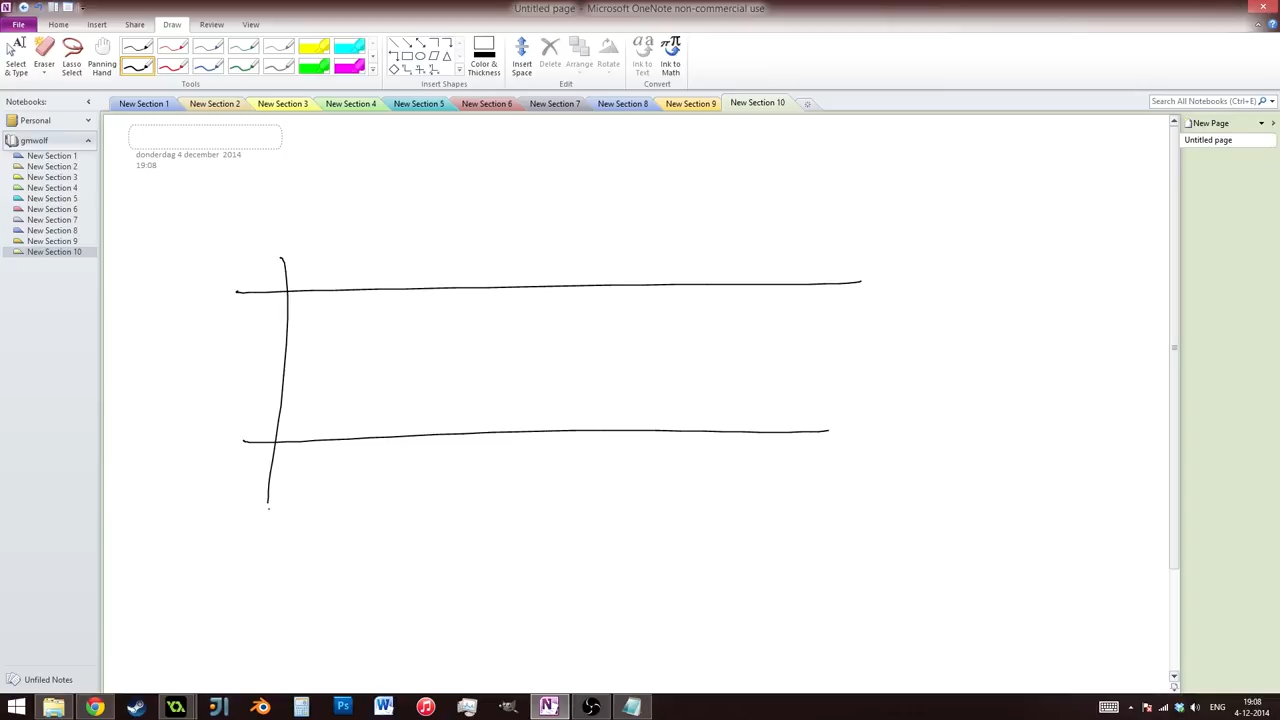 Untitled page - Microsoft OneNote non-commercial use
File Home Insert Share Draw Review View
Select & Type Eraser Lasso Select Panning Hand Color & Thickness Insert Space Delete Arrange Rotate Ink to Text Ink to Math
Tools Insert Shapes Edit Convert
Notebooks: New Section 1 New Section 2 New Section 3 New Section 4 New Section 5 New Section 6 New Section 7 New Section 8 New Section 9 New Section 10 Search All Notebooks (Ctrl+E)
Personal
gmwolf
New Section 1
New Section 2
New Section 3
New Section 4
New Section 5
New Section 6
New Section 7
New Section 8
New Section 9
New Section 10
donderdag 4 december 2014
19:08
New Page
Untitled page
Unfiled Notes
ENG 19:08
4-12-2014